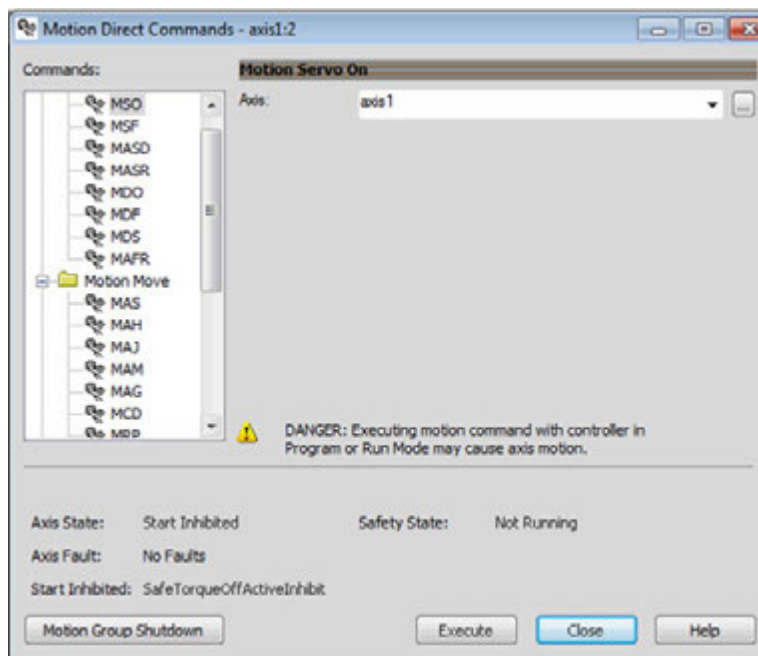 Motion Direct Commands - axis1:2
Commands:
MSO
MSF
MASD
MASR
MDO
MDF
MDS
MAFR
Motion Move
MAS
MAH
MAJ
MAM
MAG
MCD
MRP
Motion Servo On
Axis: axis1 ...
DANGER: Executing motion command with controller in
Program or Run Mode may cause axis motion.
Axis State: Start Inhibited Safety State: Not Running
Axis Fault: No Faults
Start Inhibited: SafeTorqueOffActiveInhibit
Motion Group Shutdown Execute Close Help